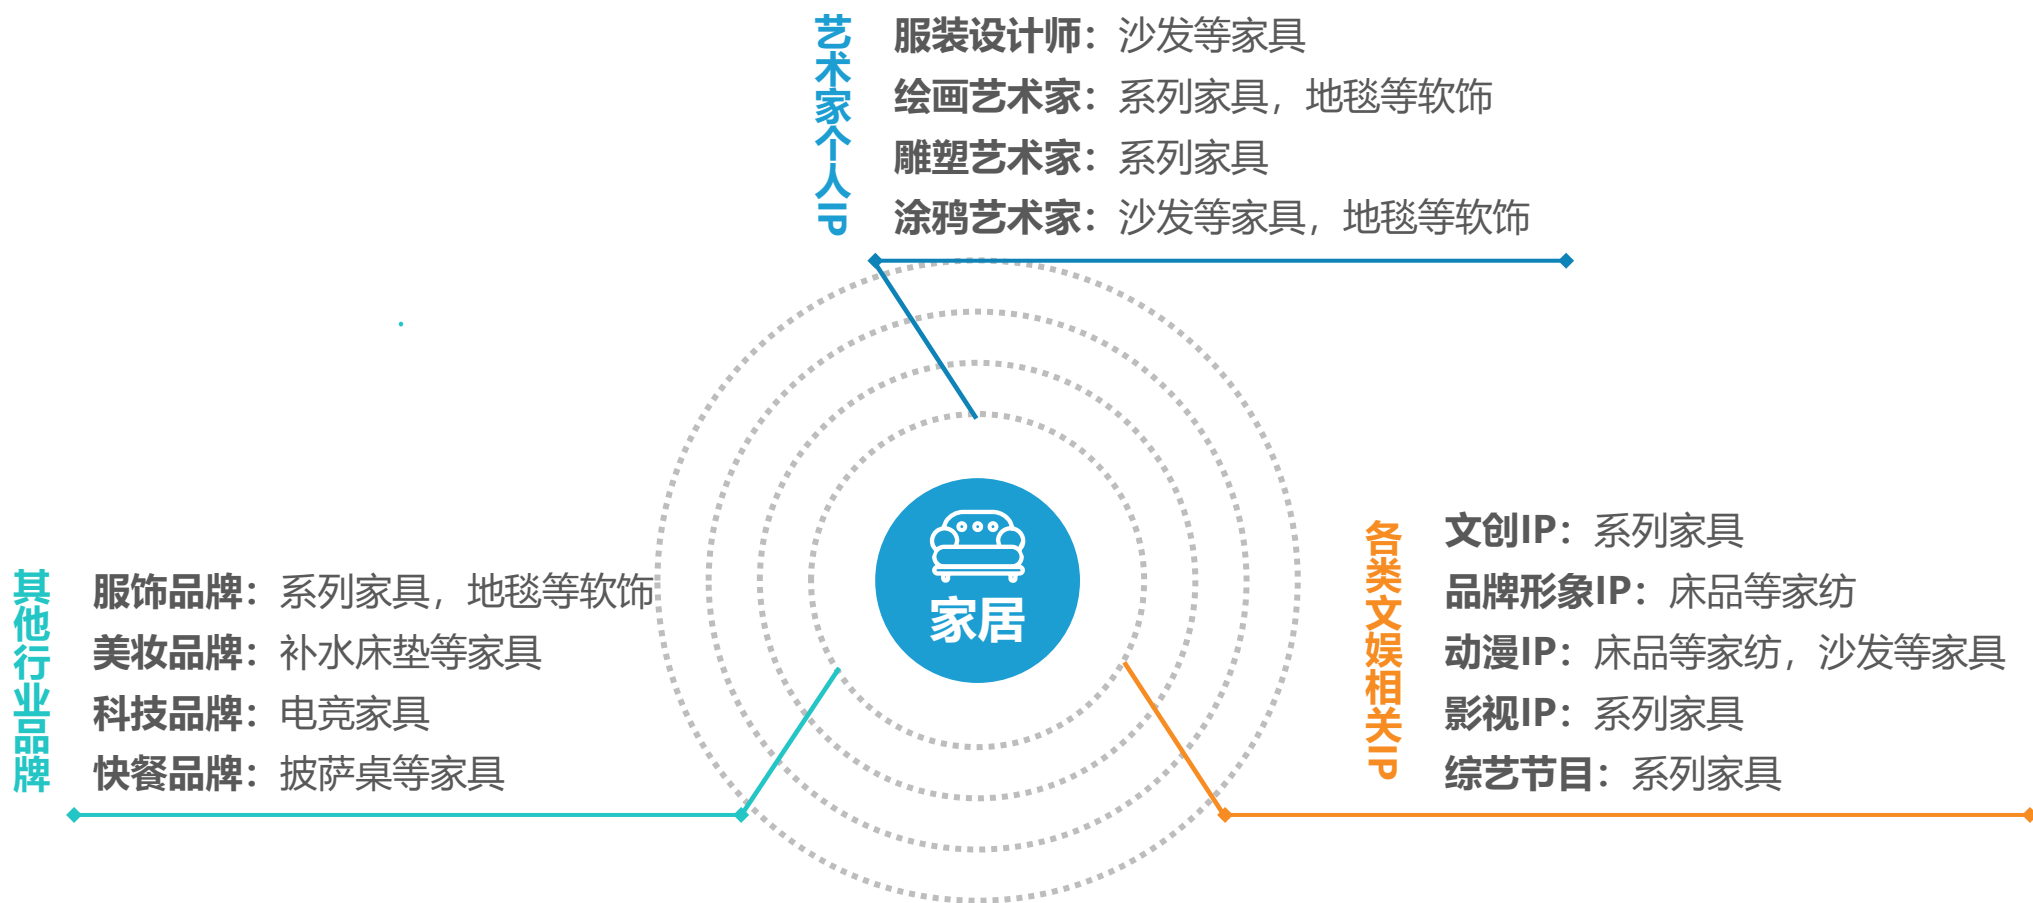 艺术家个人IP
服装设计师：沙发等家具
绘画艺术家：系列家具，地毯等软饰
雕塑艺术家：系列家具
涂鸦艺术家：沙发等家具，地毯等软饰
家居
其他行业品牌
服饰品牌：系列家具，地毯等软饰
美妆品牌：补水床垫等家具
科技品牌：电竞家具
快餐品牌：披萨桌等家具
各类文娱相关IP
文创IP：系列家具
品牌形象IP：床品等家纺
动漫IP：床品等家纺，沙发等家具
影视IP：系列家具
综艺节目：系列家具